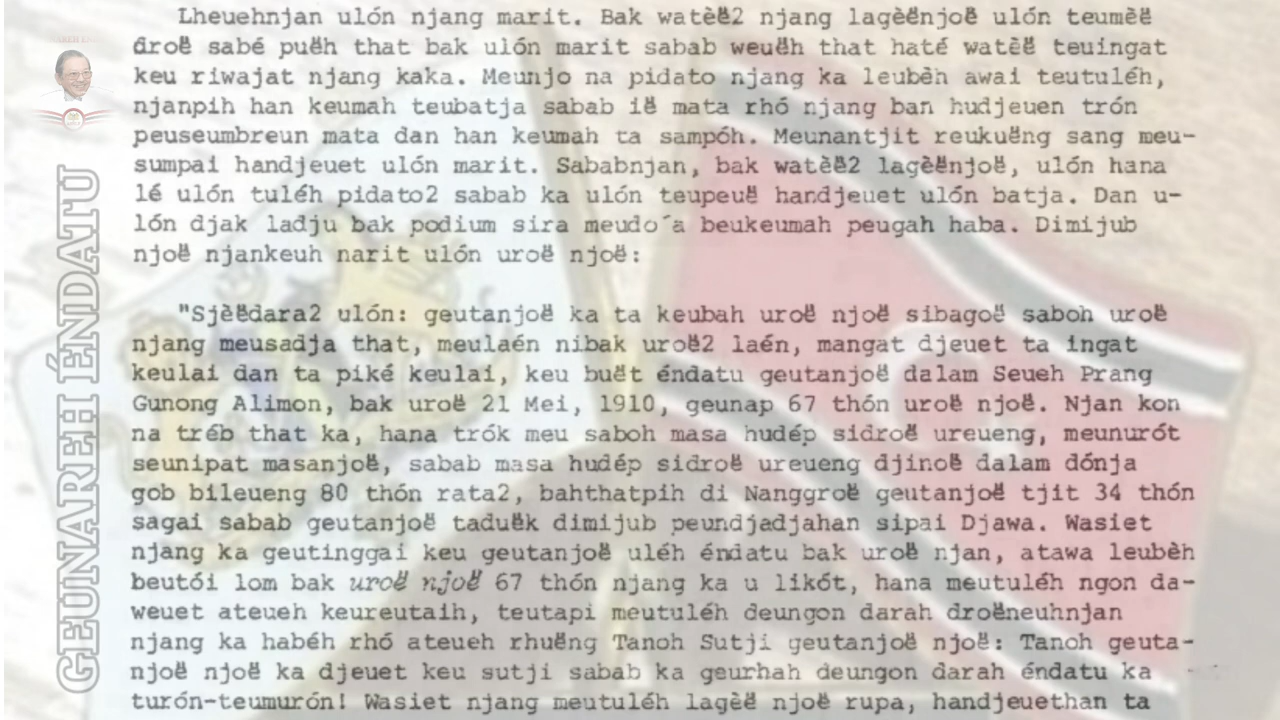 Lheuehnjan ulón njang marit. Bak watèë2 njang lagèënjoë ulón teumèë
droë sabé puëh that bak ulón marit sabab weuëh that haté watèë teuingat
keu riwajat njang kaka. Meunjo na pidato njang ka leubèh awai teutuléh,
njanpih han keumah teubatja sabab ië mata rhó njang ban hudjeuen trón
peuseumbreun mata dan han keumah ta sampóh. Meunantjit reukuëng sang meu-
sumpai handjeuet ulón marit. Sababnjan, bak watèë2 lagèënjoë, ulón hana
lé ulón tuléh pidato2 sabab ka ulón teupeuë handjeuet ulón batja. Dan u-
lón djak ladju bak podium sira meudo´a beukeumah peugah haba. Dimijub
njoë njankeuh narit ulón uroë njoë:
"Sjèëdara2 ulón: geutanjoë ka ta keubah uroë njoë sibagoë saboh uroë
njang meusadja that, meulaén nibak uroë2 laén, mangat djeuet ta ingat
keulai dan ta piké keulai, keu buët éndatu geutanjoë dalam Seueh Prang
Gunong Alimon, bak uroë 21 Mei, 1910, geunap 67 thón uroë njoë. Njan kon
na tréb that ka, hana trók meu saboh masa hudép sidroë ureueng, meunurót
seunipat masanjoë, sabab masa hudép sidroë ureueng djinoë dalam dónja
gob bileueng 80 thón rata2, bahthatpih di Nanggroë geutanjoë tjit 34 thón
sagai sabab geutanjoë taduëk dimijub peundjadjahan sipai Djawa. Wasiet
njang ka geutinggai keu geutanjoë uléh éndatu bak uroë njan, atawa leubèh
beutói lom bak uroë njoë 67 thón njang ka u likót, hana meutuléh ngon da-
weuet ateueh keureutaih, teutapi meutuléh deungon darah droëneuhnjan
njang ka habéh rhó ateueh rhuëng Tanoh Sutji geutanjoë njoë: Tanoh geuta-
njoë njoë ka djeuet keu sutji sabab ka geurhah deungon darah éndatu ka
turón-teumurón! Wasiet njang meutuléh lagèë njoë rupa, handjeuethan ta
GEUNAREH ÉNDATU